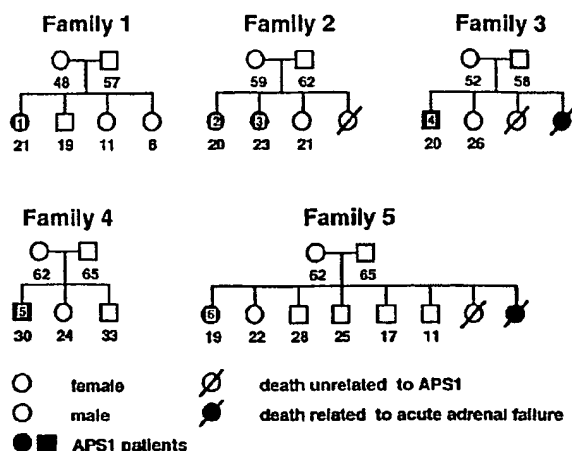 Family 1 Family 2 Family 3
48 57 59 62 52 58
1 2 3 4
21 19 11 8 20 23 21 20 26
Family 4 Family 5
62 65 62 65
5 6
30 24 33 19 22 28 25 17 11
female death unrelated to APS1
male death related to acute adrenal failure
APS1 patients